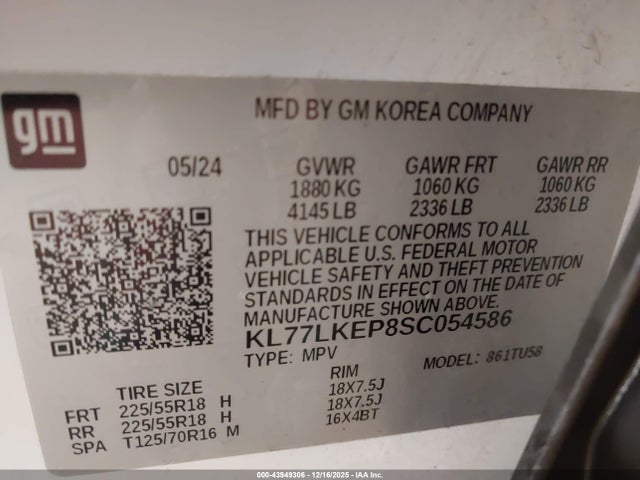 gm
MFD BY GM KOREA COMPANY
05/24 GVWR GAWR FRT GAWR RR
1880 KG 1060 KG 1060 KG
4145 LB 2336 LB 2336 LB
THIS VEHICLE CONFORMS TO ALL
APPLICABLE U.S. FEDERAL MOTOR
VEHICLE SAFETY AND THEFT PREVENTION
STANDARDS IN EFFECT ON THE DATE OF
MANUFACTURE SHOWN ABOVE.
KL77LKEP8SC054586
TYPE: MPV MODEL: 861TU58
TIRE SIZE RIM
FRT 225/55R18 H 18X7.5J
RR 225/55R18 H 18X7.5J
SPA T125/70R16 M 16X4BT
000-43949306 - 12/16/2025 - IAA Inc.